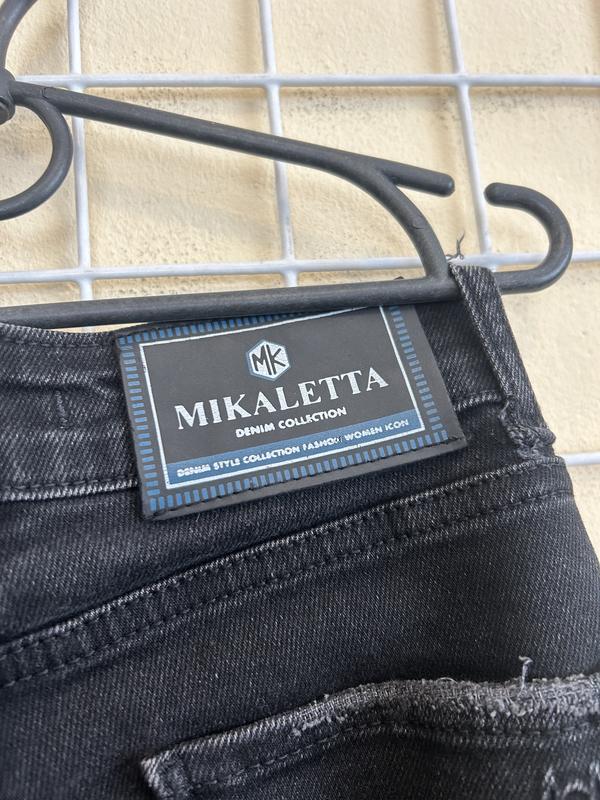 MK
MIKALETTA
DENIM COLLECTION
DENIM STYLE COLLECTION FASHION WOMEN ICON